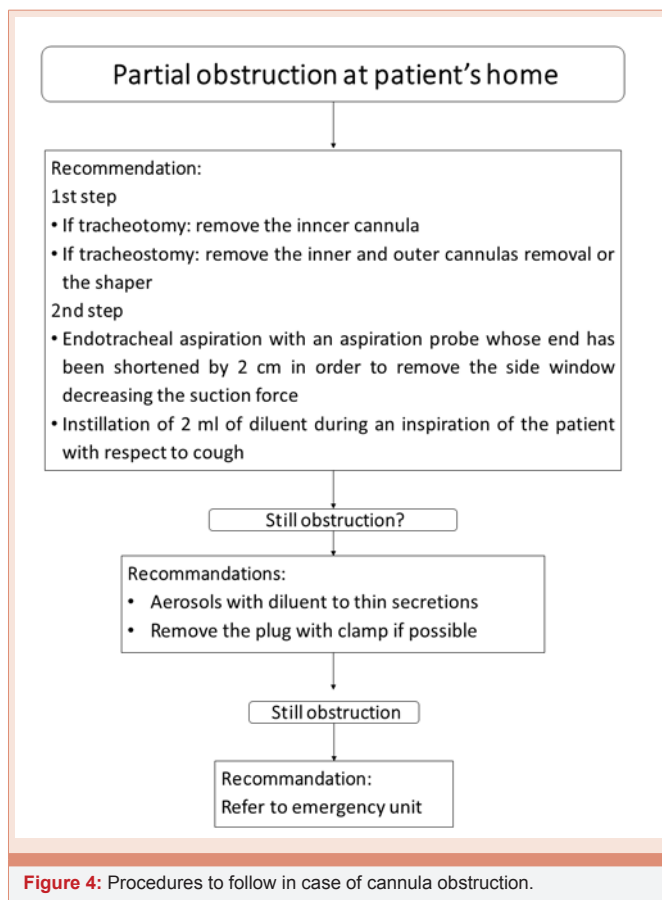 Partial obstruction at patient's home
Recommendation:
1st step
• If tracheotomy: remove the inncer cannula
• If tracheostomy: remove the inner and outer cannulas removal or
the shaper
2nd step
• Endotracheal aspiration with an aspiration probe whose end has
been shortened by 2 cm in order to remove the side window
decreasing the suction force
• Instillation of 2 ml of diluent during an inspiration of the patient
with respect to cough
Still obstruction?
Recommandations:
• Aerosols with diluent to thin secretions
• Remove the plug with clamp if possible
Still obstruction
Recommandation:
Refer to emergency unit
Figure 4: Procedures to follow in case of cannula obstruction.